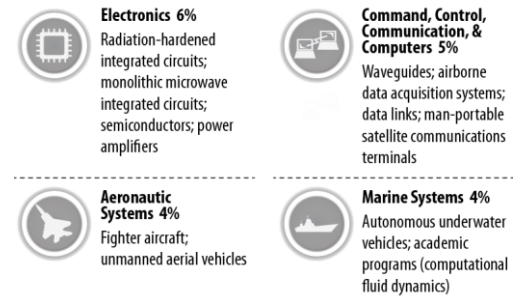 Electronics 6%
Radiation-hardened
integrated circuits;
monolithic microwave
integrated circuits;
semiconductors; power
amplifiers
Command, Control,
Communication, &
Computers 5%
Waveguides; airborne
data acquisition systems;
data links; man-portable
satellite communications
terminals
Aeronautic
Systems 4%
Fighter aircraft;
unmanned aerial vehicles
Marine Systems 4%
Autonomous underwater
vehicles; academic
programs (computational
fluid dynamics)